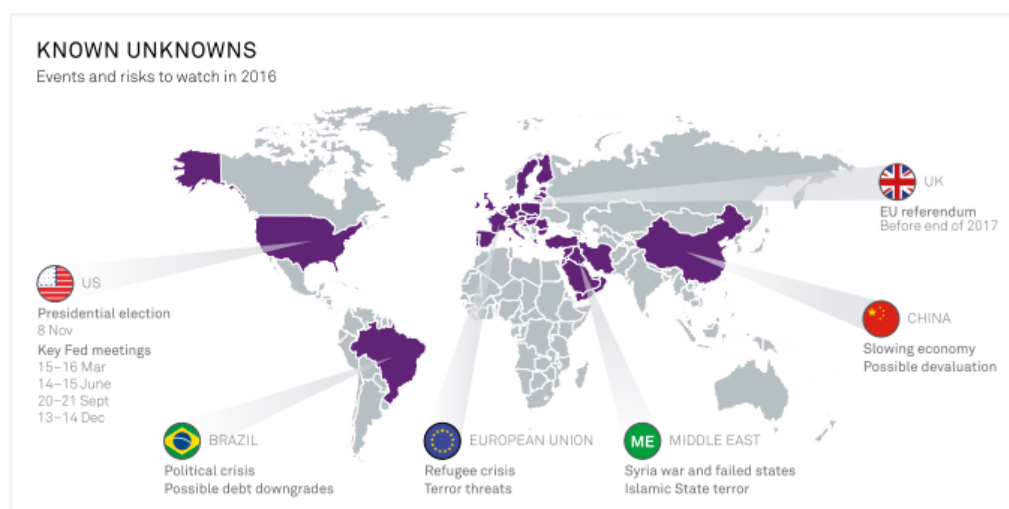 KNOWN UNKNOWNS
Events and risks to watch in 2016
UK
EU referendum
Before end of 2017
US
Presidential election
8 Nov
Key Fed meetings
15–16 Mar
14–15 June
20–21 Sept
13–14 Dec
CHINA
Slowing economy
Possible devaluation
BRAZIL
Political crisis
Possible debt downgrades
EUROPEAN UNION
Refugee crisis
Terror threats
ME MIDDLE EAST
Syria war and failed states
Islamic State terror